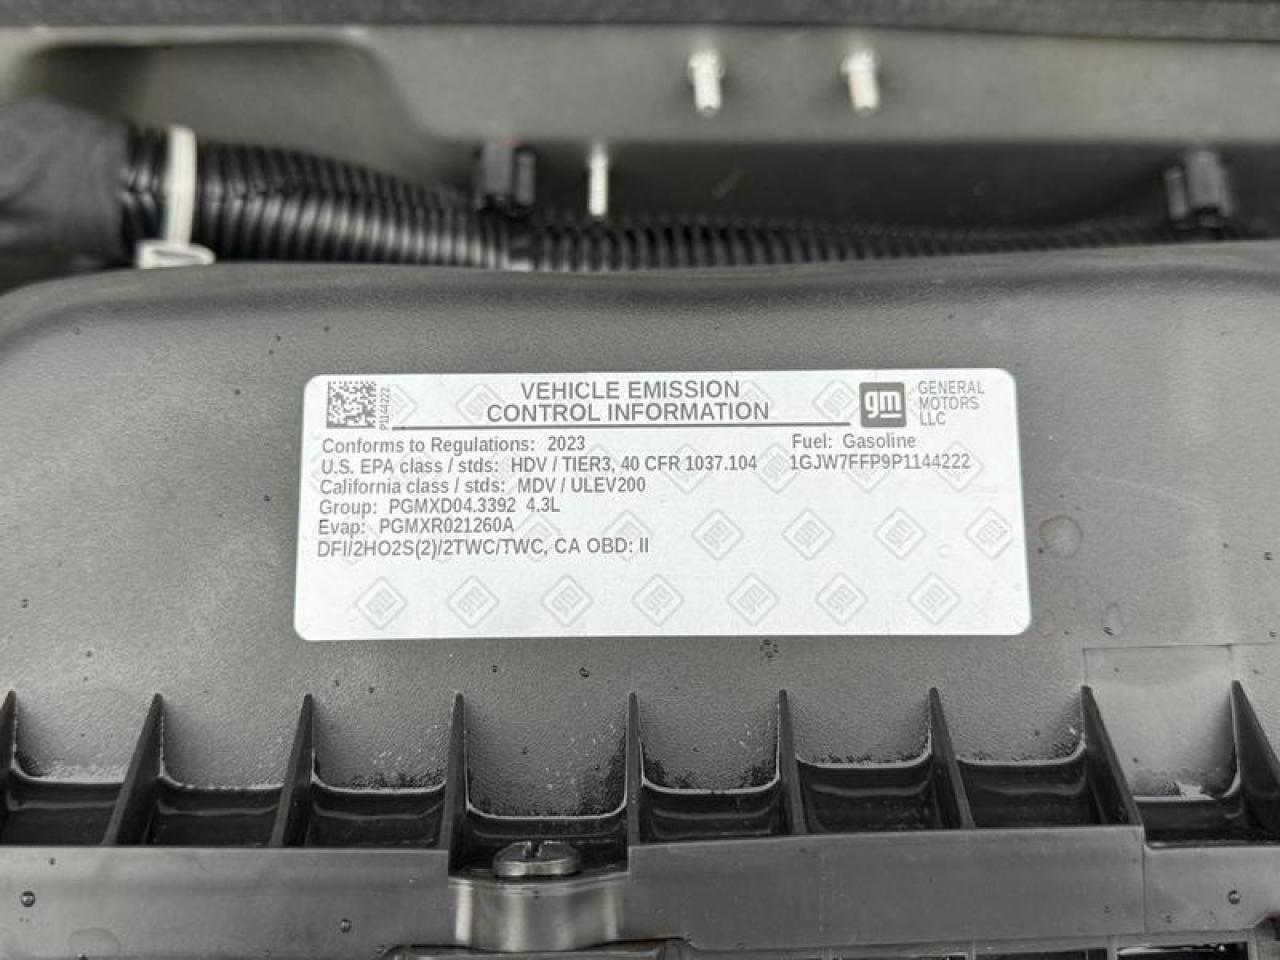 VEHICLE EMISSION
CONTROL INFORMATION
P1144222
gm
GENERAL
MOTORS
LLC
Conforms to Regulations: 2023
Fuel: Gasoline
U.S. EPA class / stds: HDV / TIER3, 40 CFR 1037.104
1GJW7FFP9P1144222
California class / stds: MDV / ULEV200
Group: PGMXD04.3392 4.3L
Evap: PGMXR021260A
DFI/2HO2S(2)/2TWC/TWC, CA OBD: II